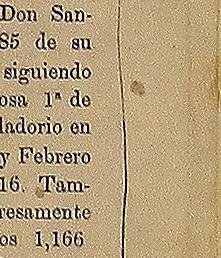 Don San-
85 de su
siguiendo
osa 1ª de
ladorio en
y Febrero
16. Tam-
resamente
os 1,166